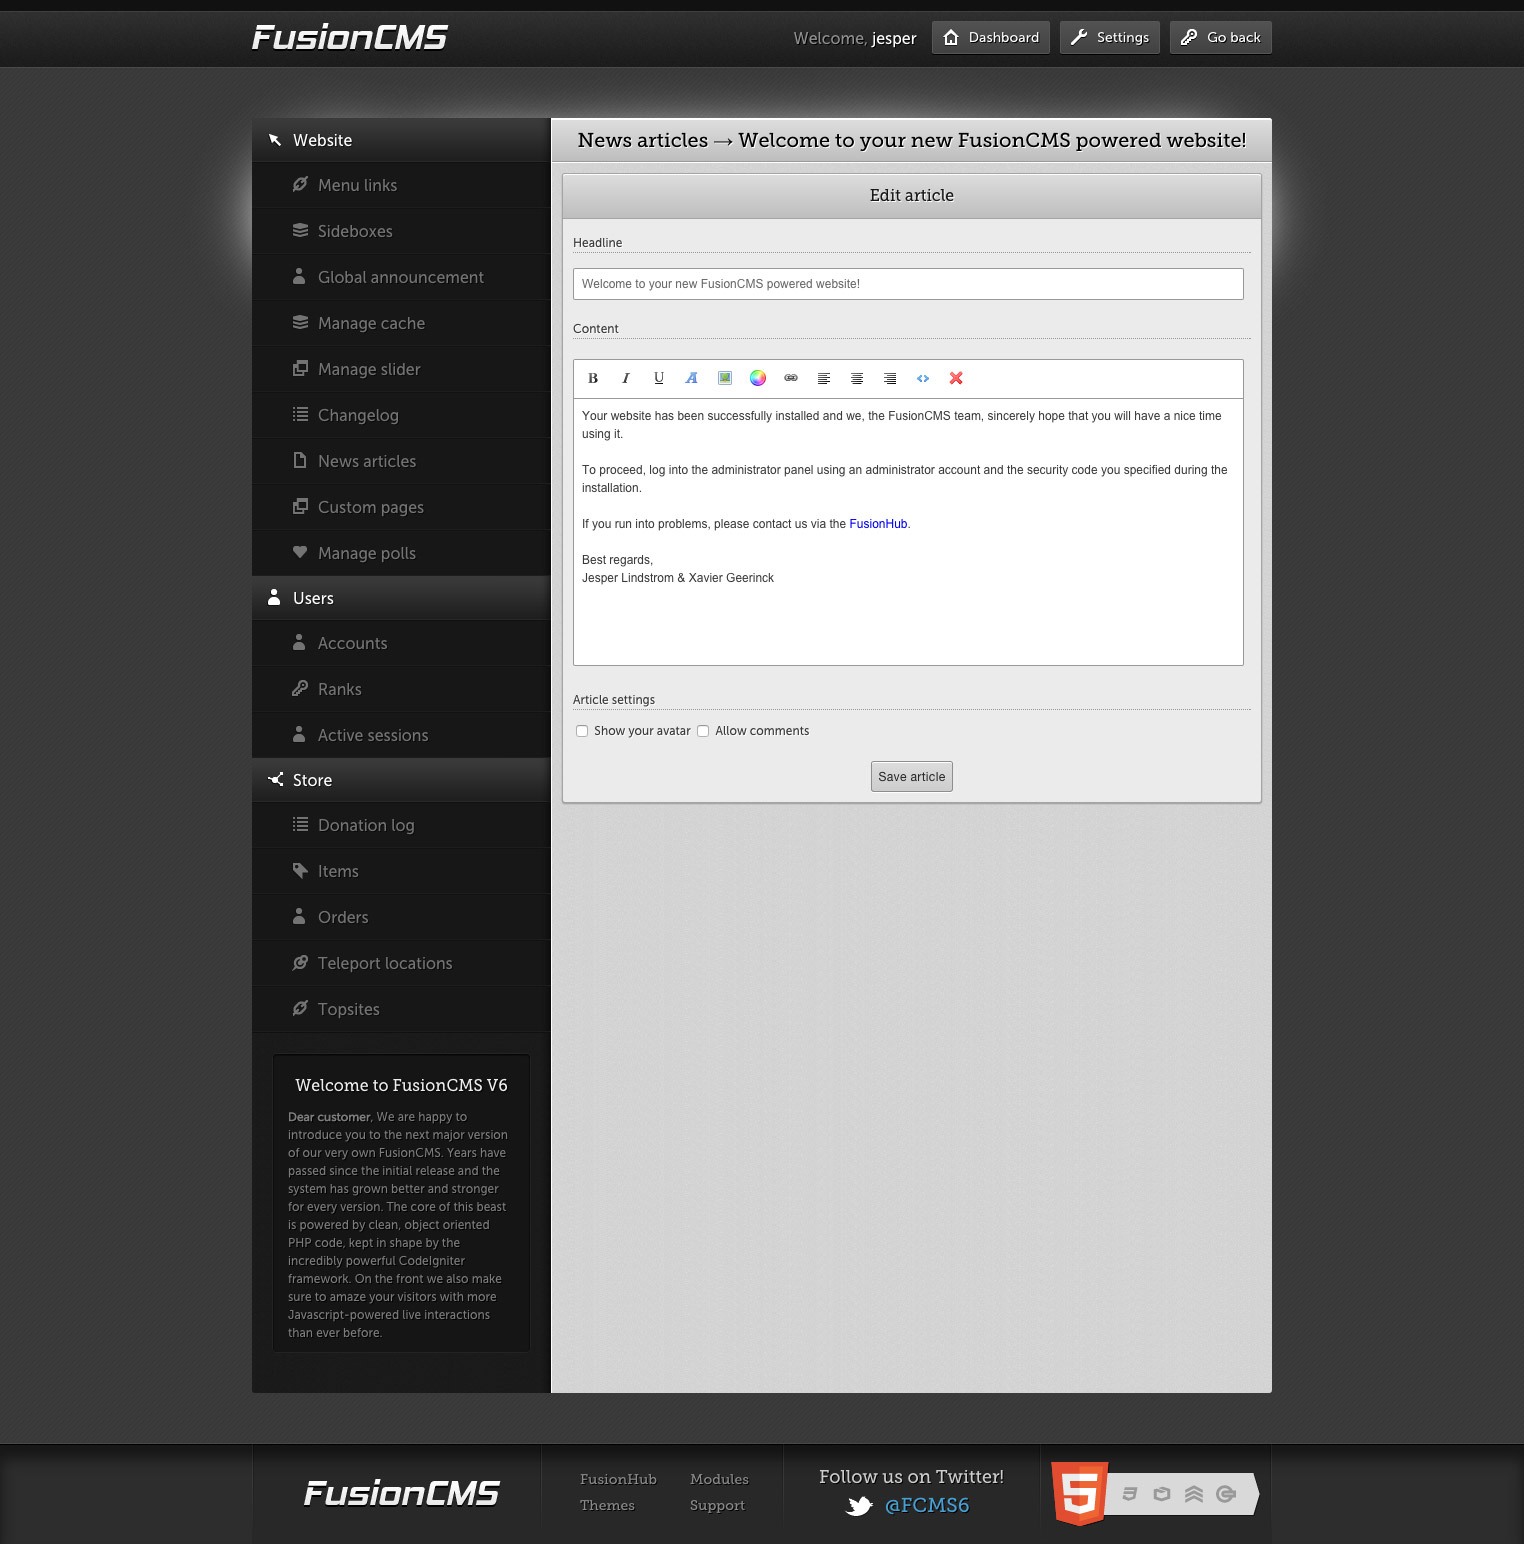 FusionCMS
Welcome, jesper
Dashboard
Settings
Go back
Website
Menu links
Sideboxes
Global announcement
Manage cache
Manage slider
Changelog
News articles
Custom pages
Manage polls
Users
Accounts
Ranks
Active sessions
Store
Donation log
Items
Orders
Teleport locations
Topsites
Welcome to FusionCMS V6
Dear customer, We are happy to
introduce you to the next major version
of our very own FusionCMS. Years have
passed since the initial release and the
system has grown better and stronger
for every version. The core of this beast
is powered by clean, object oriented
PHP code, kept in shape by the
incredibly powerful CodeIgniter
framework. On the front we also make
sure to amaze your visitors with more
Javascript-powered live interactions
than ever before.
News articles → Welcome to your new FusionCMS powered website!
Edit article
Headline
Welcome to your new FusionCMS powered website!
Content
B I U A
Your website has been successfully installed and we, the FusionCMS team, sincerely hope that you will have a nice time
using it.
To proceed, log into the administrator panel using an administrator account and the security code you specified during the
installation.
If you run into problems, please contact us via the FusionHub.
Best regards,
Jesper Lindstrom & Xavier Geerinck
Article settings
Show your avatar
Allow comments
Save article
FusionCMS
FusionHub
Modules
Themes
Support
Follow us on Twitter!
@FCMS6
5